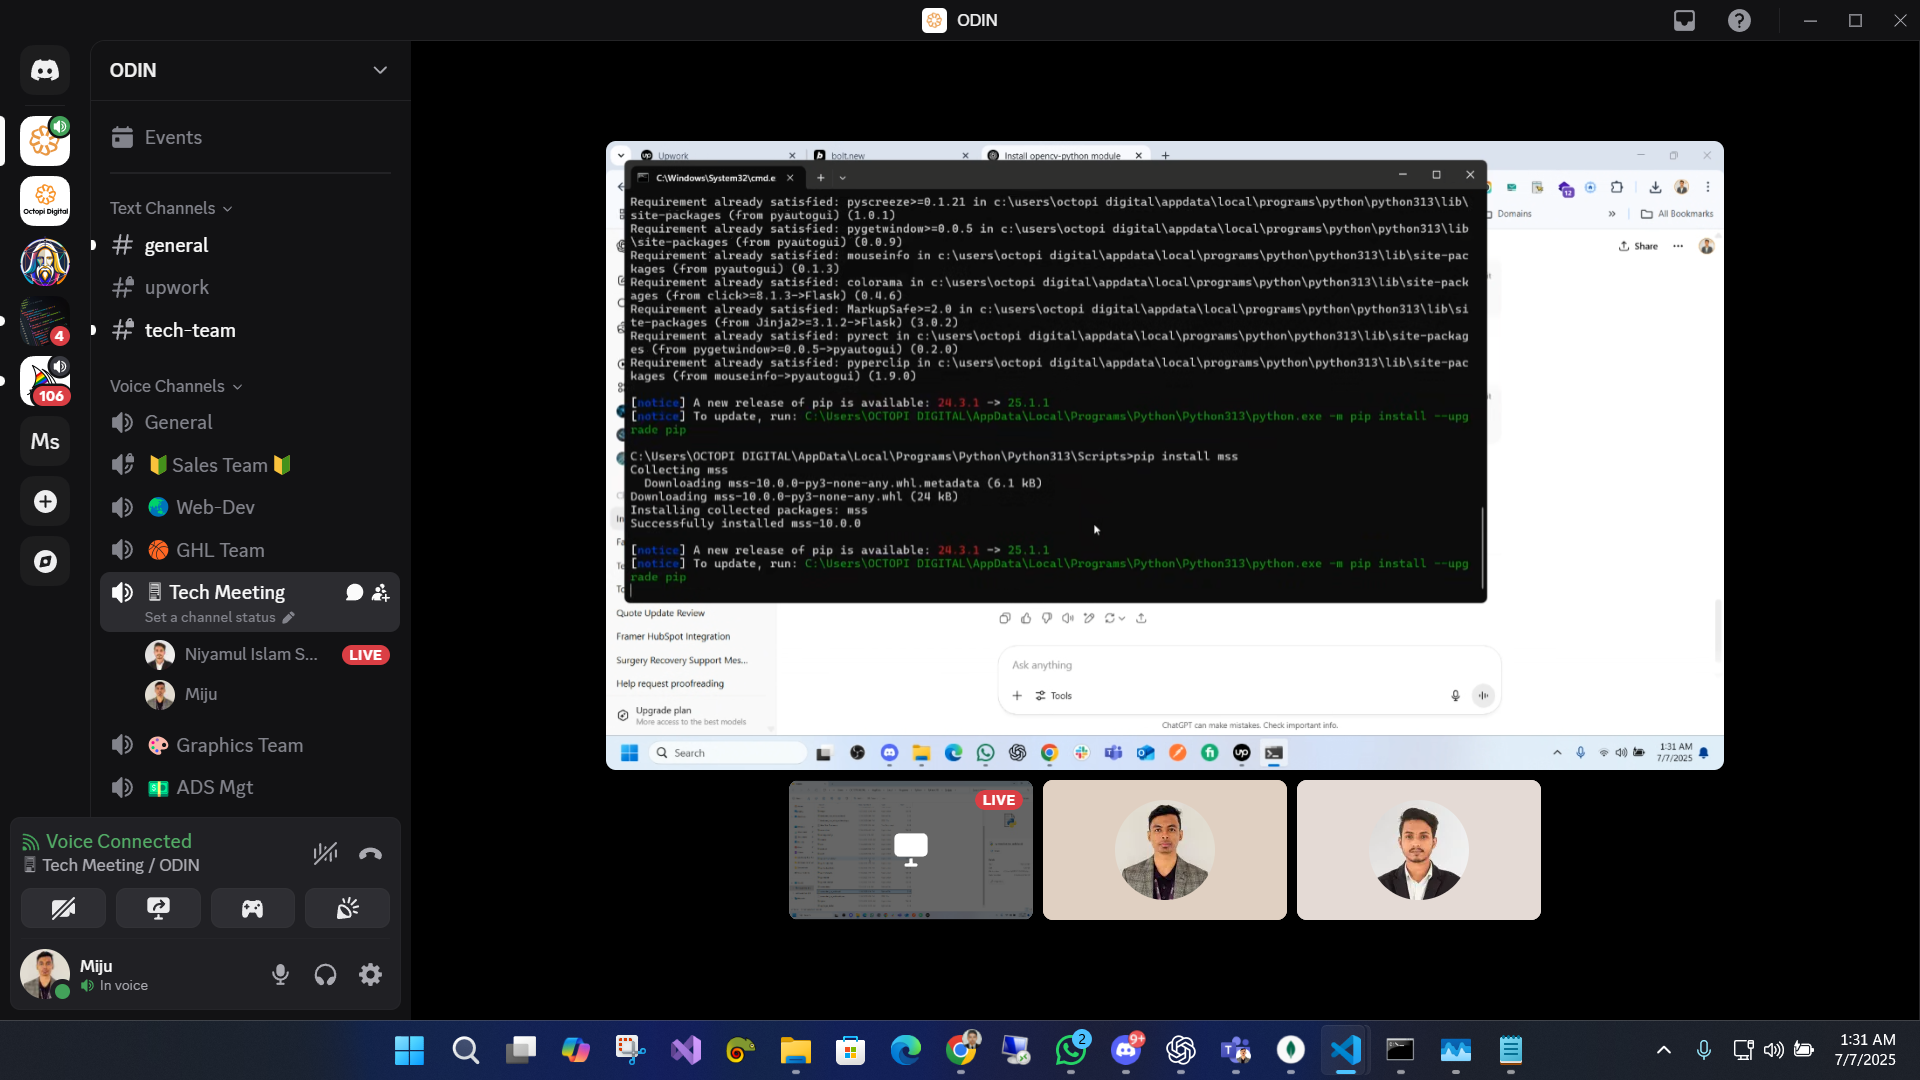 ODIN
ODIN
Events
Text Channels
general
upwork
tech-team
Voice Channels
General
Sales Team
Web-Dev
GHL Team
Tech Meeting
Set a channel status
Niyamul Islam S...
LIVE
Miju
Graphics Team
ADS Mgt
Octopi Digital
4
106
Ms
Voice Connected
Tech Meeting / ODIN
Miju
In voice
Upwork
bolt.new
Install opencv-python module
C:\Windows\System32\cmd.e
12
Domains
All Bookmarks
Share
Requirement already satisfied: pyscreeze>=0.1.21 in c:\users\octopi digital\appdata\local\programs\python\python313\lib\
site-packages (from pyautogui) (1.0.1)
Requirement already satisfied: pygetwindow>=0.0.5 in c:\users\octopi digital\appdata\local\programs\python\python313\lib
\site-packages (from pyautogui) (0.0.9)
Requirement already satisfied: mouseinfo in c:\users\octopi digital\appdata\local\programs\python\python313\lib\site-pac
kages (from pyautogui) (0.1.3)
Requirement already satisfied: colorama in c:\users\octopi digital\appdata\local\programs\python\python313\lib\site-pack
ages (from click>=8.1.3->Flask) (0.4.6)
Requirement already satisfied: MarkupSafe>=2.0 in c:\users\octopi digital\appdata\local\programs\python\python313\lib\si
te-packages (from Jinja2>=3.1.2->Flask) (3.0.2)
Requirement already satisfied: pyrect in c:\users\octopi digital\appdata\local\programs\python\python313\lib\site-packag
es (from pygetwindow>=0.0.5->pyautogui) (0.2.0)
Requirement already satisfied: pyperclip in c:\users\octopi digital\appdata\local\programs\python\python313\lib\site-pac
kages (from mouseinfo->pyautogui) (1.9.0)
[notice] A new release of pip is available: 24.3.1 -> 25.1.1
[notice] To update, run: C:\Users\OCTOPI DIGITAL\AppData\Local\Programs\Python\Python313\python.exe -m pip install --upg
rade pip
C:\Users\OCTOPI DIGITAL\AppData\Local\Programs\Python\Python313\Scripts>pip install mss
Collecting mss
Downloading mss-10.0.0-py3-none-any.whl.metadata (6.1 kB)
Downloading mss-10.0.0-py3-none-any.whl (24 kB)
Installing collected packages: mss
Successfully installed mss-10.0.0
[notice] A new release of pip is available: 24.3.1 -> 25.1.1
[notice] To update, run: C:\Users\OCTOPI DIGITAL\AppData\Local\Programs\Python\Python313\python.exe -m pip install --upg
rade pip
Quote Update Review
Framer HubSpot Integration
Surgery Recovery Support Mes...
Help request proofreading
Upgrade plan
More access to the best models
Ask anything
Tools
ChatGPT can make mistakes. Check important info.
Search
1:31 AM
7/7/2025
LIVE
2
9+
1:31 AM
7/7/2025